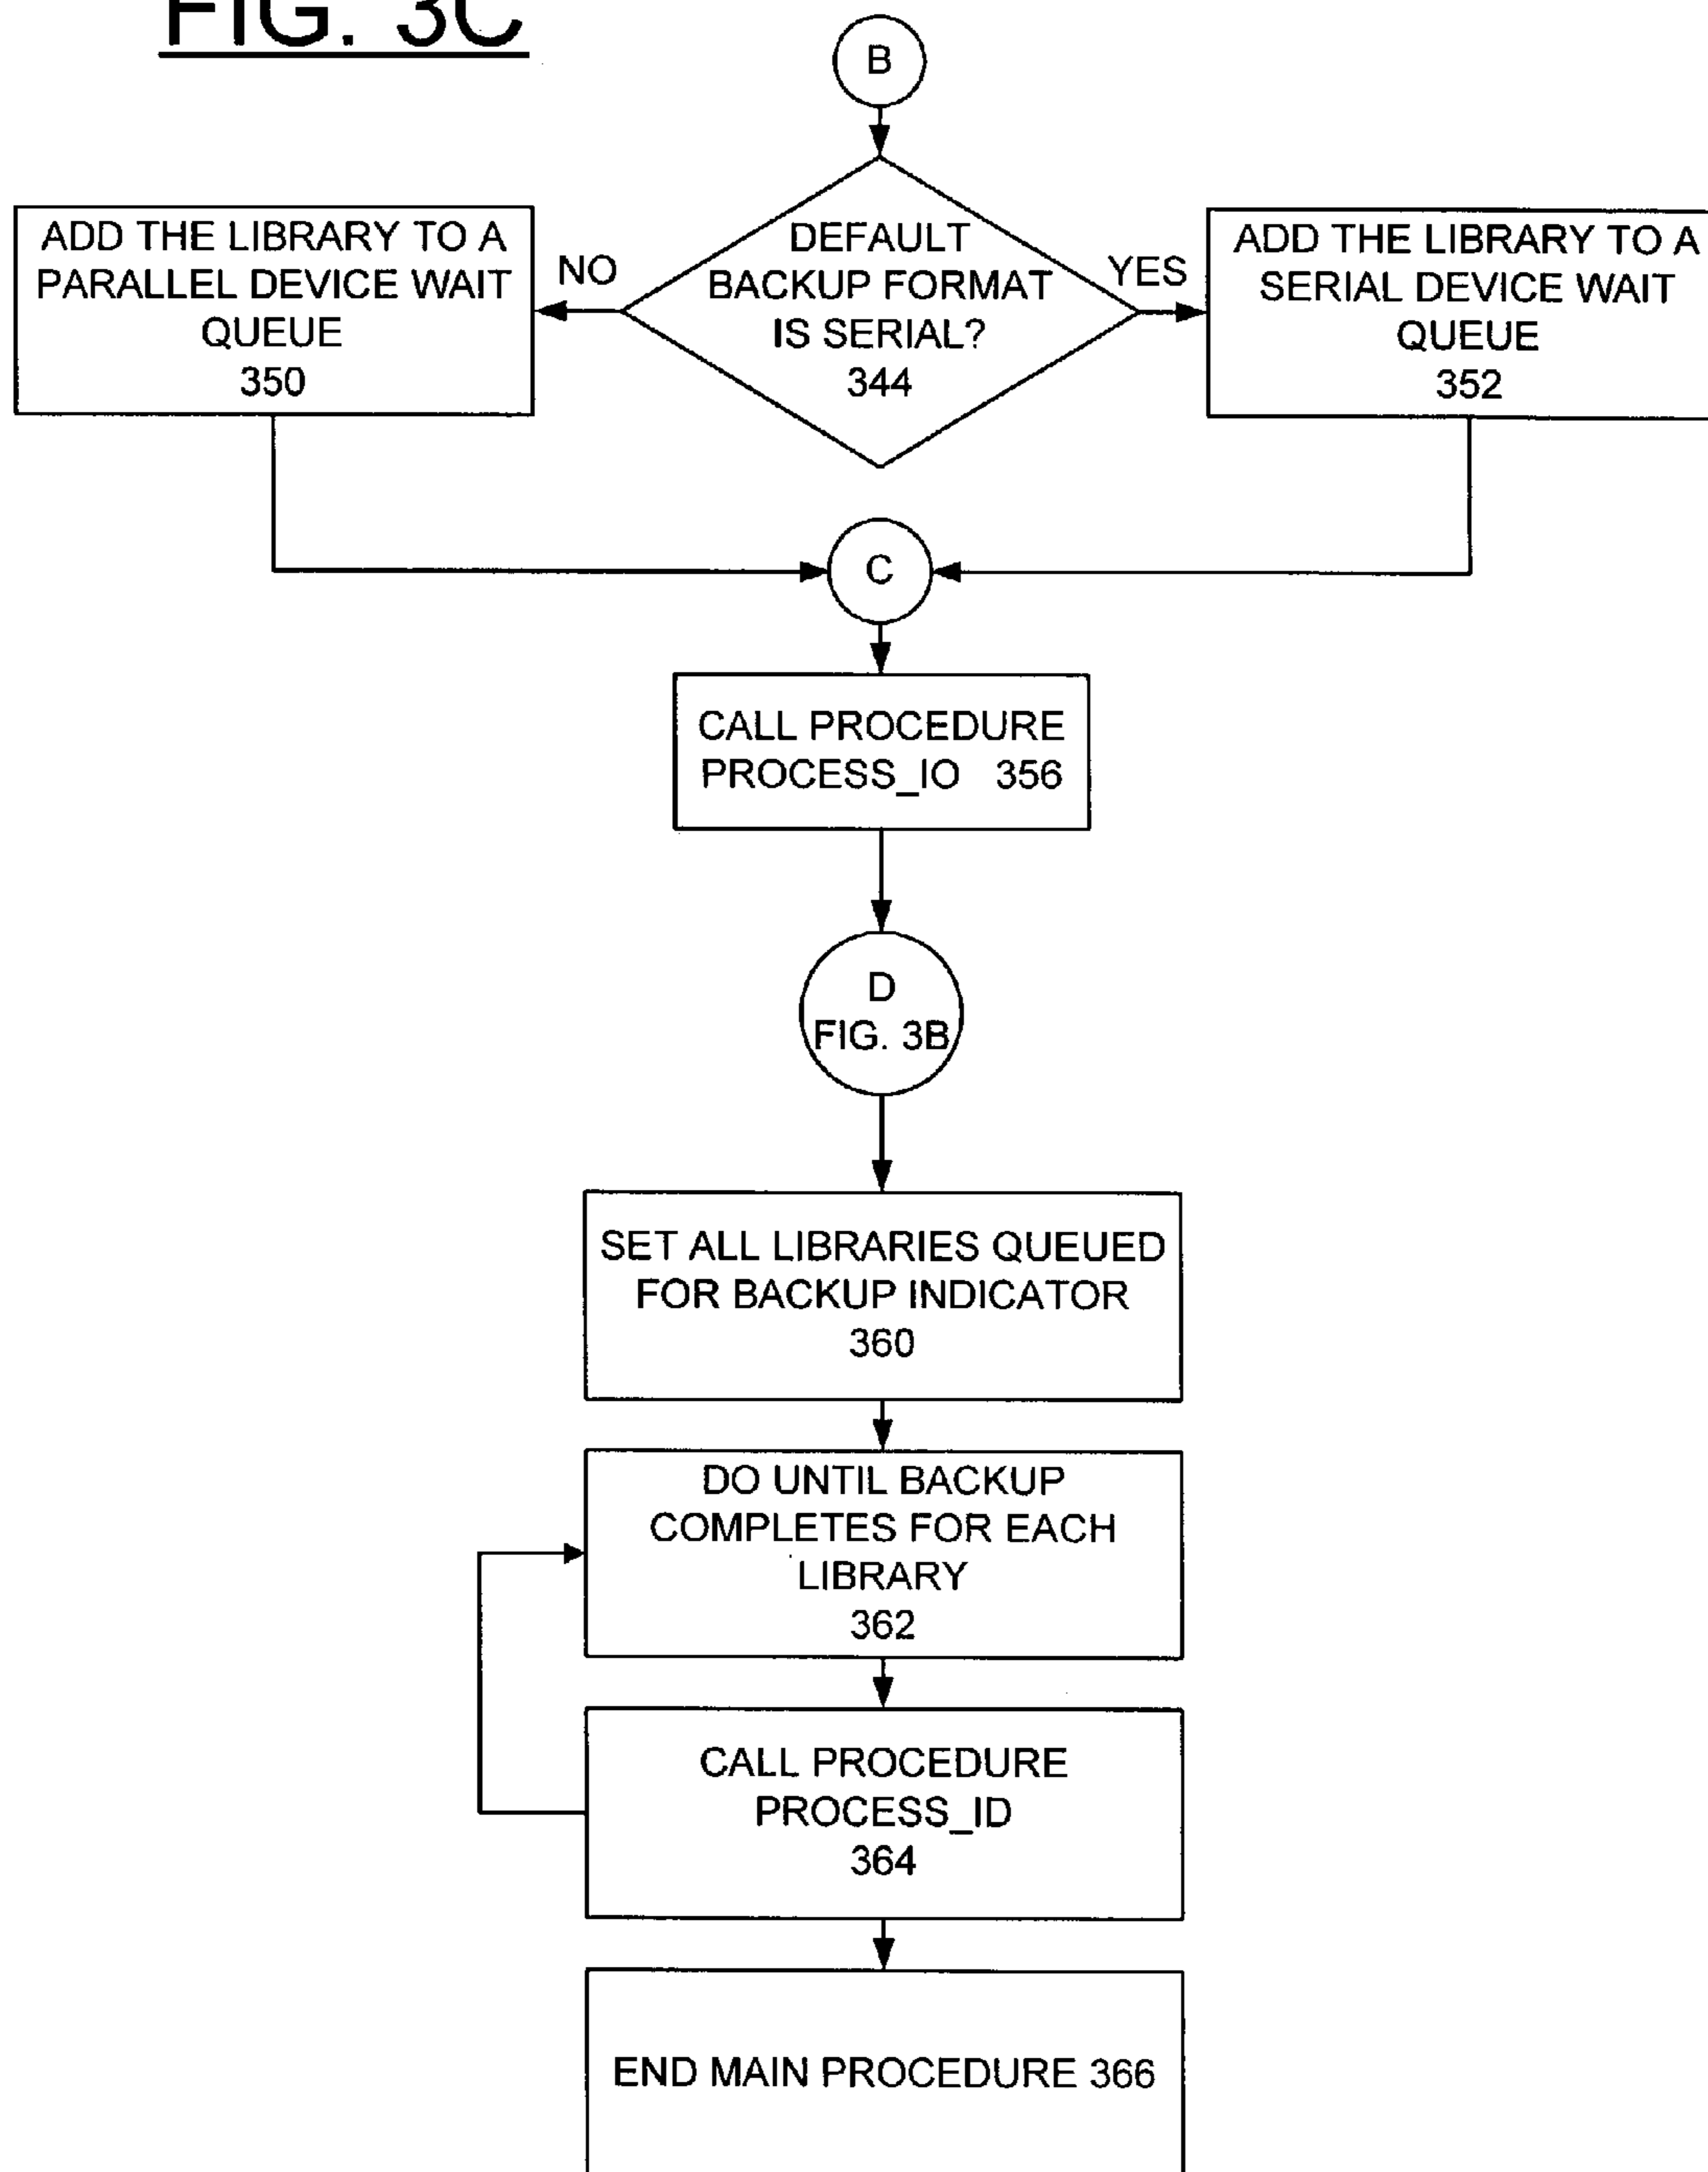 FIG. 3C
B
ADD THE LIBRARY TO A
PARALLEL DEVICE WAIT
QUEUE
350
NO
DEFAULT
BACKUP FORMAT
IS SERIAL?
344
YES
ADD THE LIBRARY TO A
SERIAL DEVICE WAIT
QUEUE
352
C
CALL PROCEDURE
PROCESS_IO 356
D
FIG. 3B
SET ALL LIBRARIES QUEUED
FOR BACKUP INDICATOR
360
DO UNTIL BACKUP
COMPLETES FOR EACH
LIBRARY
362
CALL PROCEDURE
PROCESS_ID
364
END MAIN PROCEDURE 366